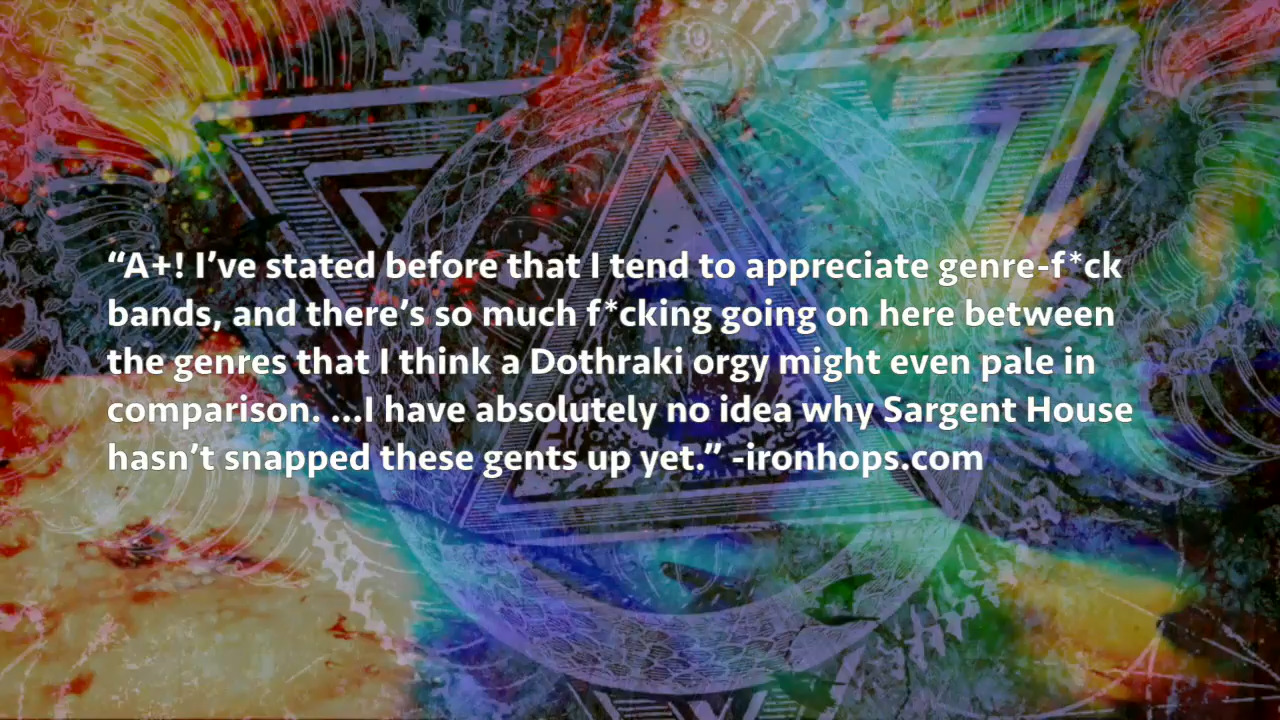 “A+! I’ve stated before that I tend to appreciate genre-f*ck
bands, and there’s so much f*cking going on here between
the genres that I think a Dothraki orgy might even pale in
comparison. ...I have absolutely no idea why Sargent House
hasn’t snapped these gents up yet.” -ironhops.com